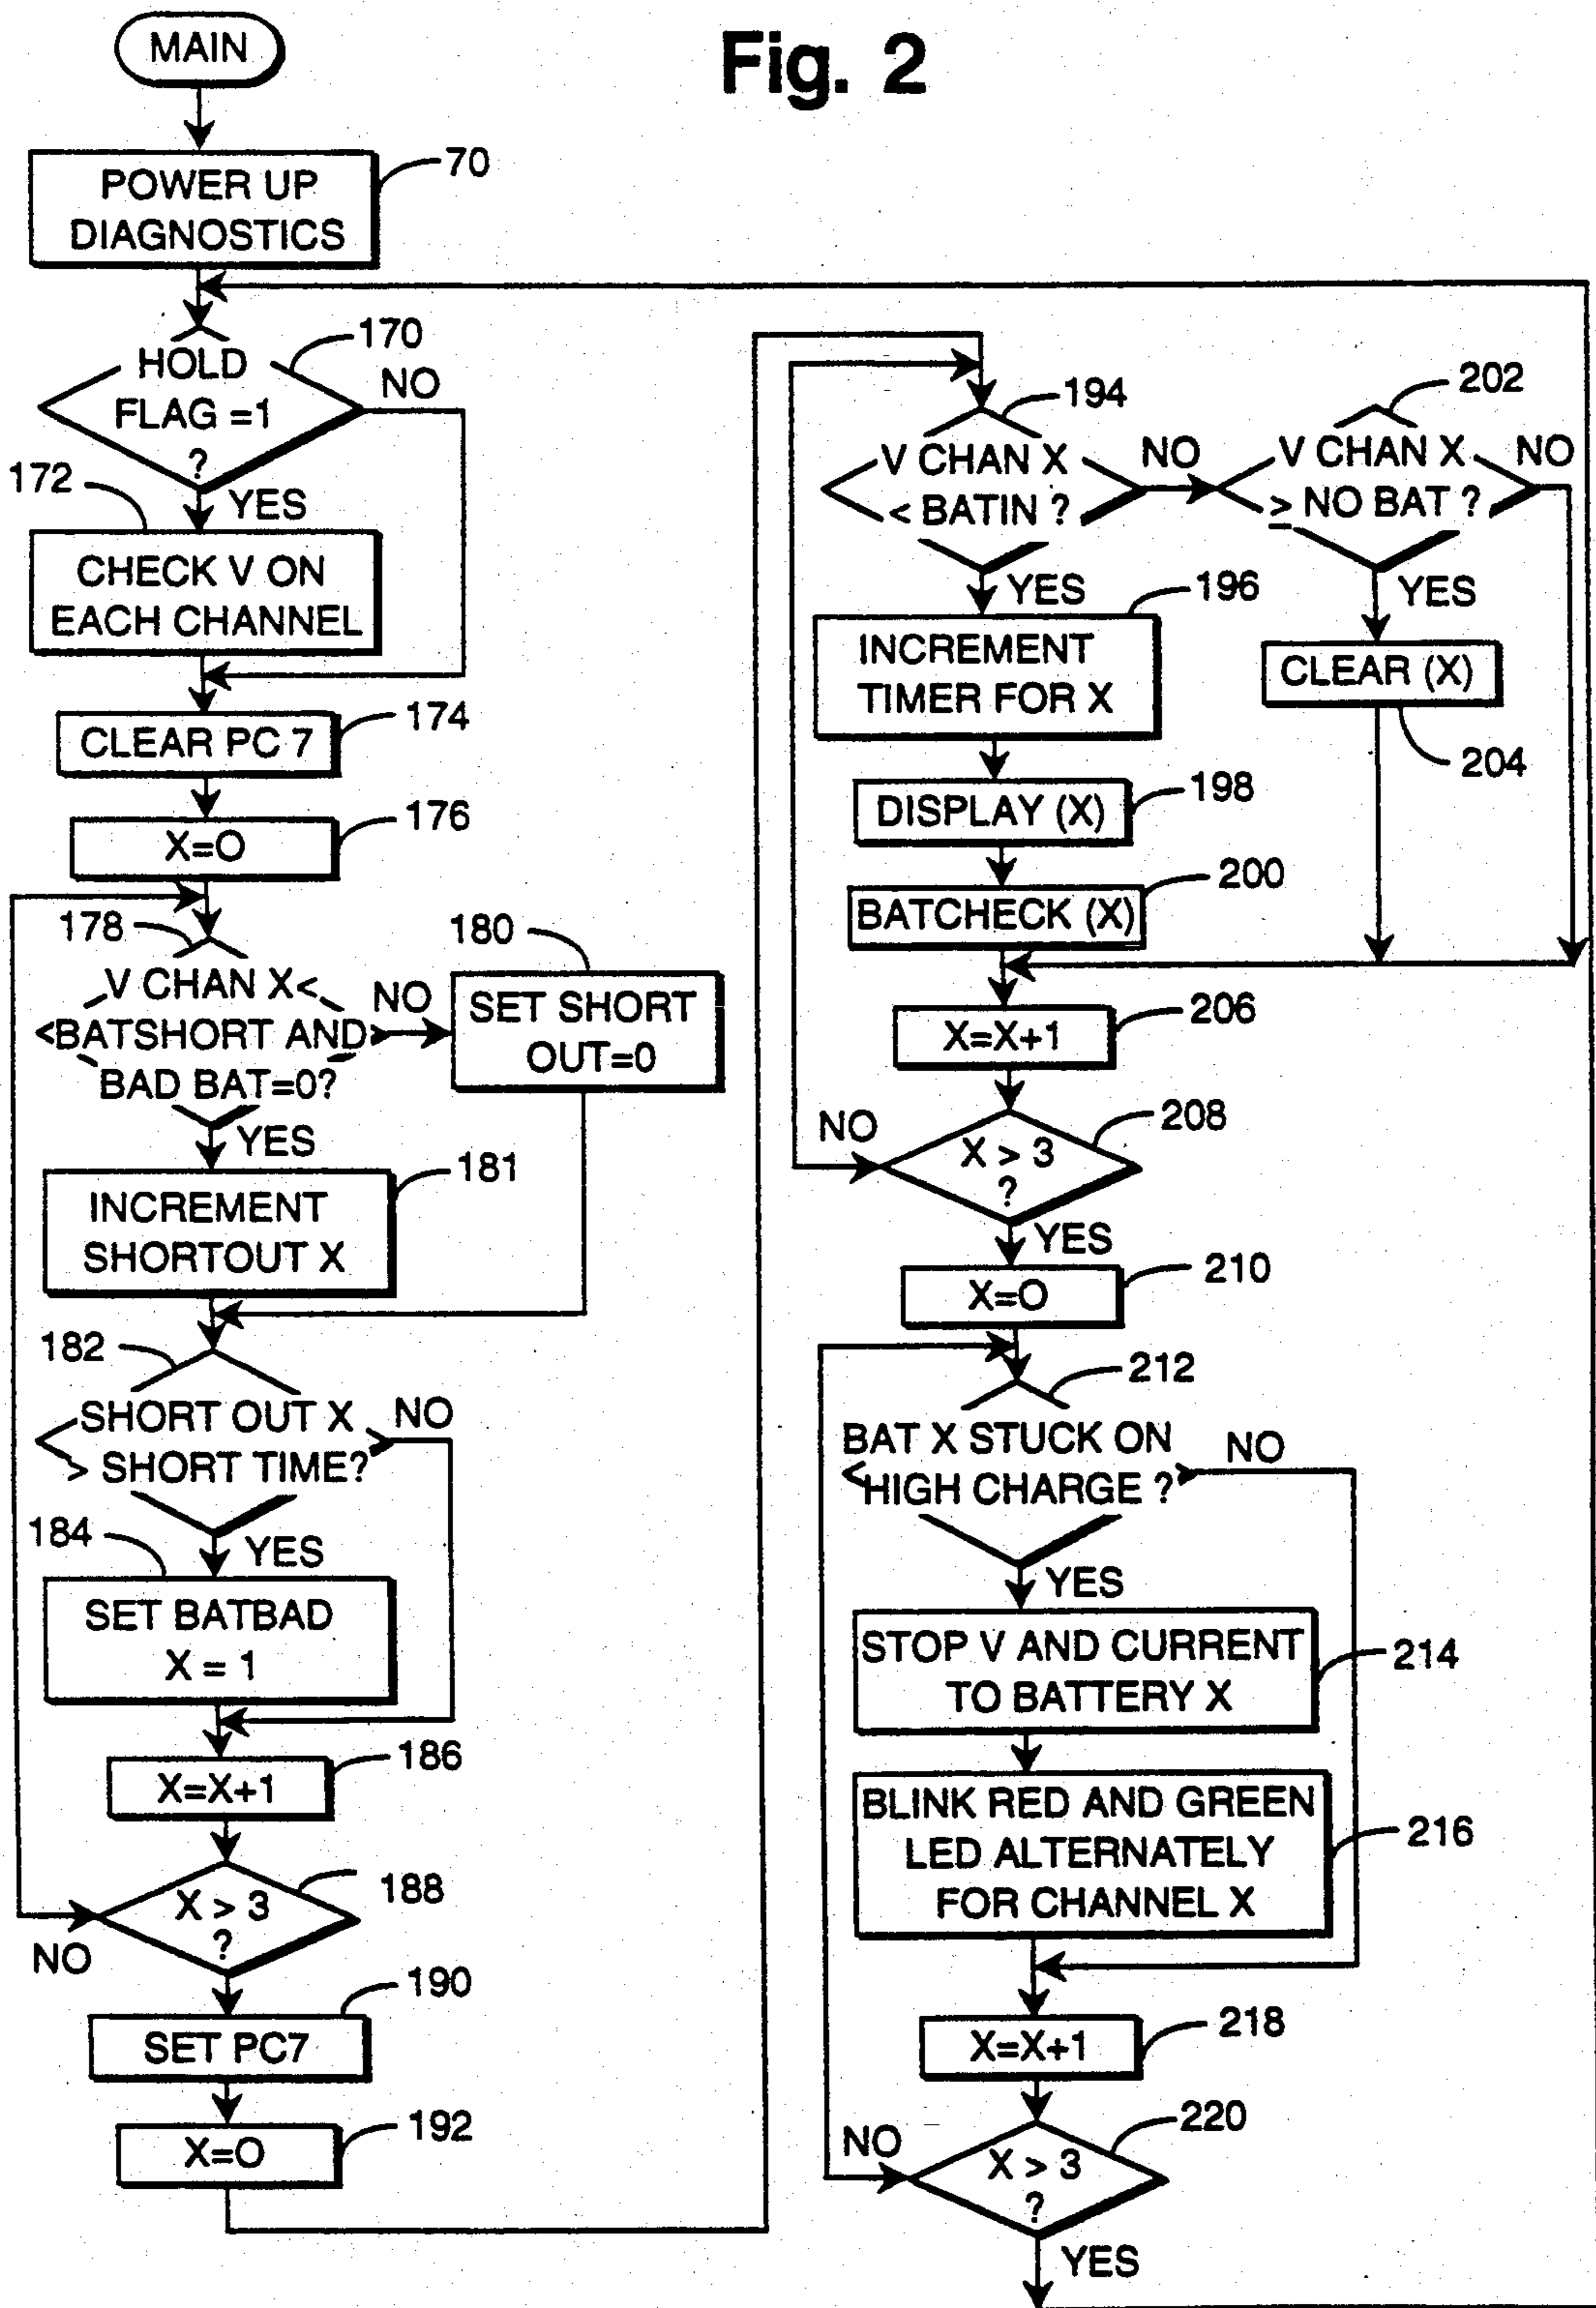 Fig. 2
MAIN
POWER UP
DIAGNOSTICS
70
HOLD
FLAG =1
?
170
NO
YES
172
CHECK V ON
EACH CHANNEL
CLEAR PC 7
174
X=O
176
178
V CHAN X<
<BATSHORT AND
BAD BAT=0?
NO
180
SET SHORT
OUT=0
YES
INCREMENT
SHORTOUT X
181
182
SHORT OUT X
> SHORT TIME?
NO
YES
184
SET BATBAD
X = 1
X=X+1
186
X > 3
?
188
NO
190
SET PC7
X=O
192
194
V CHAN X
< BATIN ?
NO
202
V CHAN X
≥ NO BAT ?
NO
YES
196
INCREMENT
TIMER FOR X
YES
CLEAR (X)
204
DISPLAY (X)
198
BATCHECK (X)
200
X=X+1
206
X > 3
?
208
NO
YES
X=O
210
212
BAT X STUCK ON
HIGH CHARGE ?
NO
YES
STOP V AND CURRENT
TO BATTERY X
214
BLINK RED AND GREEN
LED ALTERNATELY
FOR CHANNEL X
216
X=X+1
218
X > 3
?
220
NO
YES